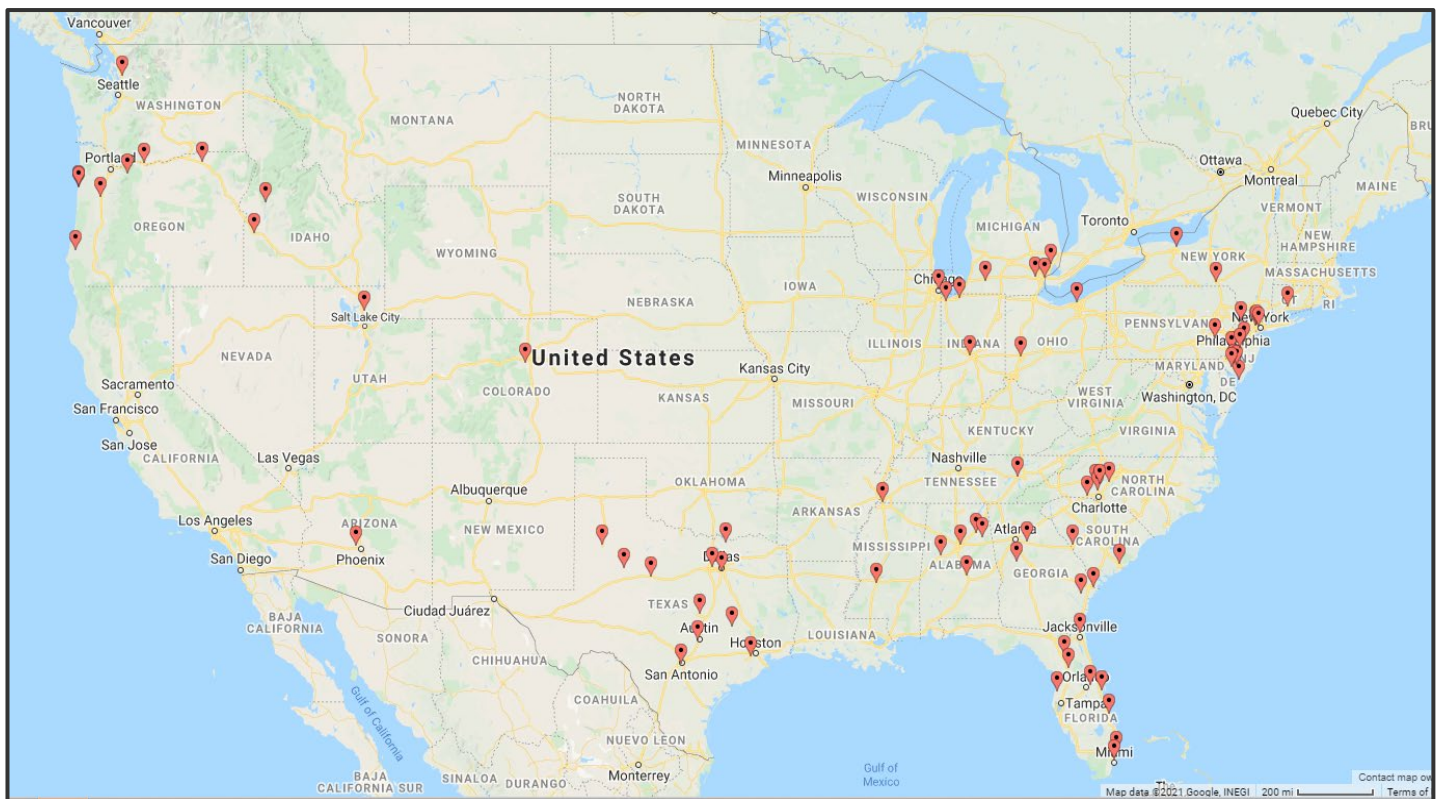 Vancouver
Seattle
WASHINGTON
NORTH
DAKOTA
MONTANA
Quebec City
MINNESOTA
Portland
Ottawa
Montreal
Minneapolis
MAINE
SOUTH
DAKOTA
WISCONSIN
VERMONT
OREGON
IDAHO
MICHIGAN
Toronto
NEW
HAMPSHIRE
WYOMING
NEW YORK
MASSACHUSETTS
Chicago
IOWA
NEBRASKA
CT
RI
Salt Lake City
New York
PENNSYLVANIA
ILLINOIS
INDIANA
OHIO
Philadelphia
NJ
NEVADA
United States
Kansas City
MARYLAND
DE
UTAH
COLORADO
Sacramento
KANSAS
MISSOURI
WEST
VIRGINIA
Washington, DC
San Francisco
San Jose
KENTUCKY
VIRGINIA
CALIFORNIA
Las Vegas
Nashville
TENNESSEE
OKLAHOMA
NORTH
CAROLINA
Albuquerque
Charlotte
ARKANSAS
Los Angeles
ARIZONA
NEW MEXICO
Atlanta
SOUTH
CAROLINA
San Diego
Phoenix
Dallas
MISSISSIPPI
ALABAMA
GEORGIA
Ciudad Juárez
TEXAS
BAJA
CALIFORNIA
SONORA
Austin
Houston
LOUISIANA
Jacksonville
CHIHUAHUA
San Antonio
Orlando
COAHUILA
Tampa
FLORIDA
Gulf of California
NUEVO LEON
Miami
Monterrey
Gulf of
Mexico
BAJA
CALIFORNIA SUR
SINALOA
DURANGO
The
Contact map ow
Map data ©2021 Google, INEGI
200 mi
Terms of